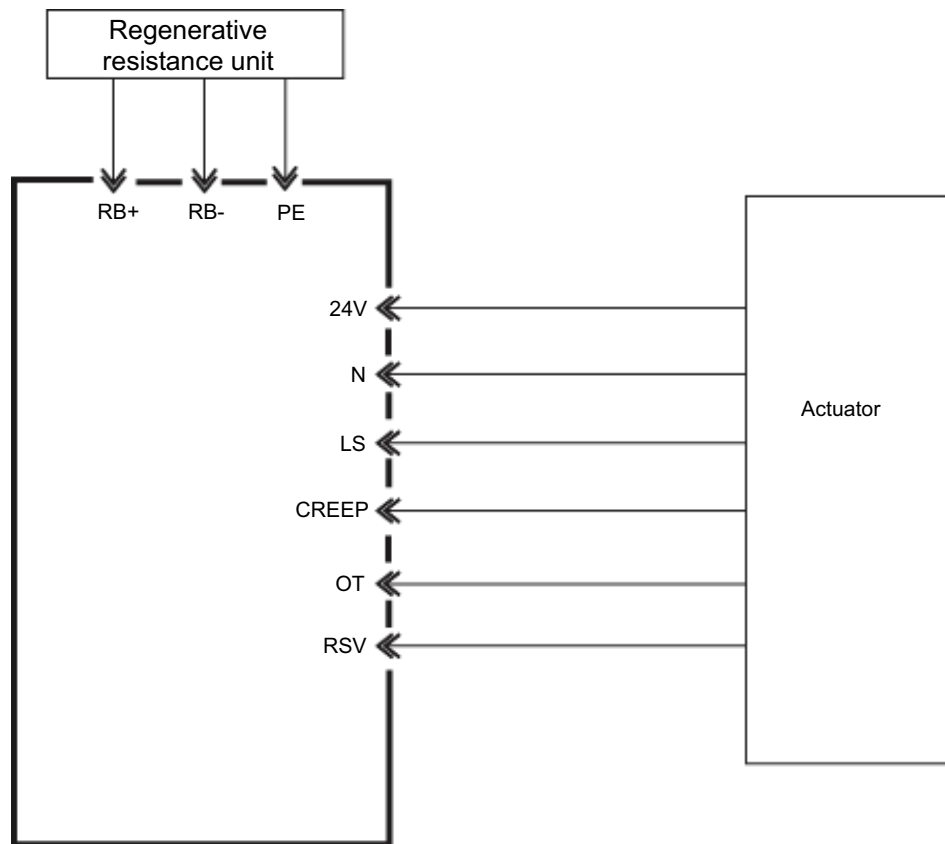 Regenerative
resistance unit
RB+ RB- PE
24V
N
LS
CREEP
OT
RSV
Actuator